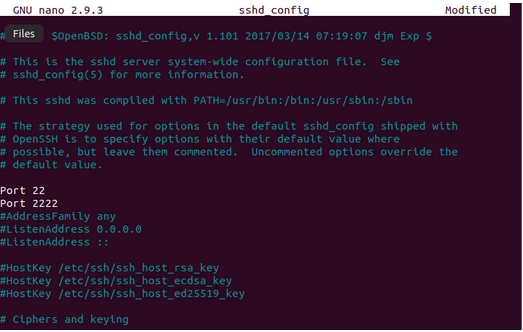 GNU nano 2.9.3 sshd_config Modified
# $OpenBSD: sshd_config,v 1.101 2017/03/14 07:19:07 djm Exp $
Files
# This is the sshd server system-wide configuration file. See
# sshd_config(5) for more information.
# This sshd was compiled with PATH=/usr/bin:/bin:/usr/sbin:/sbin
# The strategy used for options in the default sshd_config shipped with
# OpenSSH is to specify options with their default value where
# possible, but leave them commented. Uncommented options override the
# default value.
Port 22
Port 2222
#AddressFamily any
#ListenAddress 0.0.0.0
#ListenAddress ::
#HostKey /etc/ssh/ssh_host_rsa_key
#HostKey /etc/ssh/ssh_host_ecdsa_key
#HostKey /etc/ssh/ssh_host_ed25519_key
# Ciphers and keying